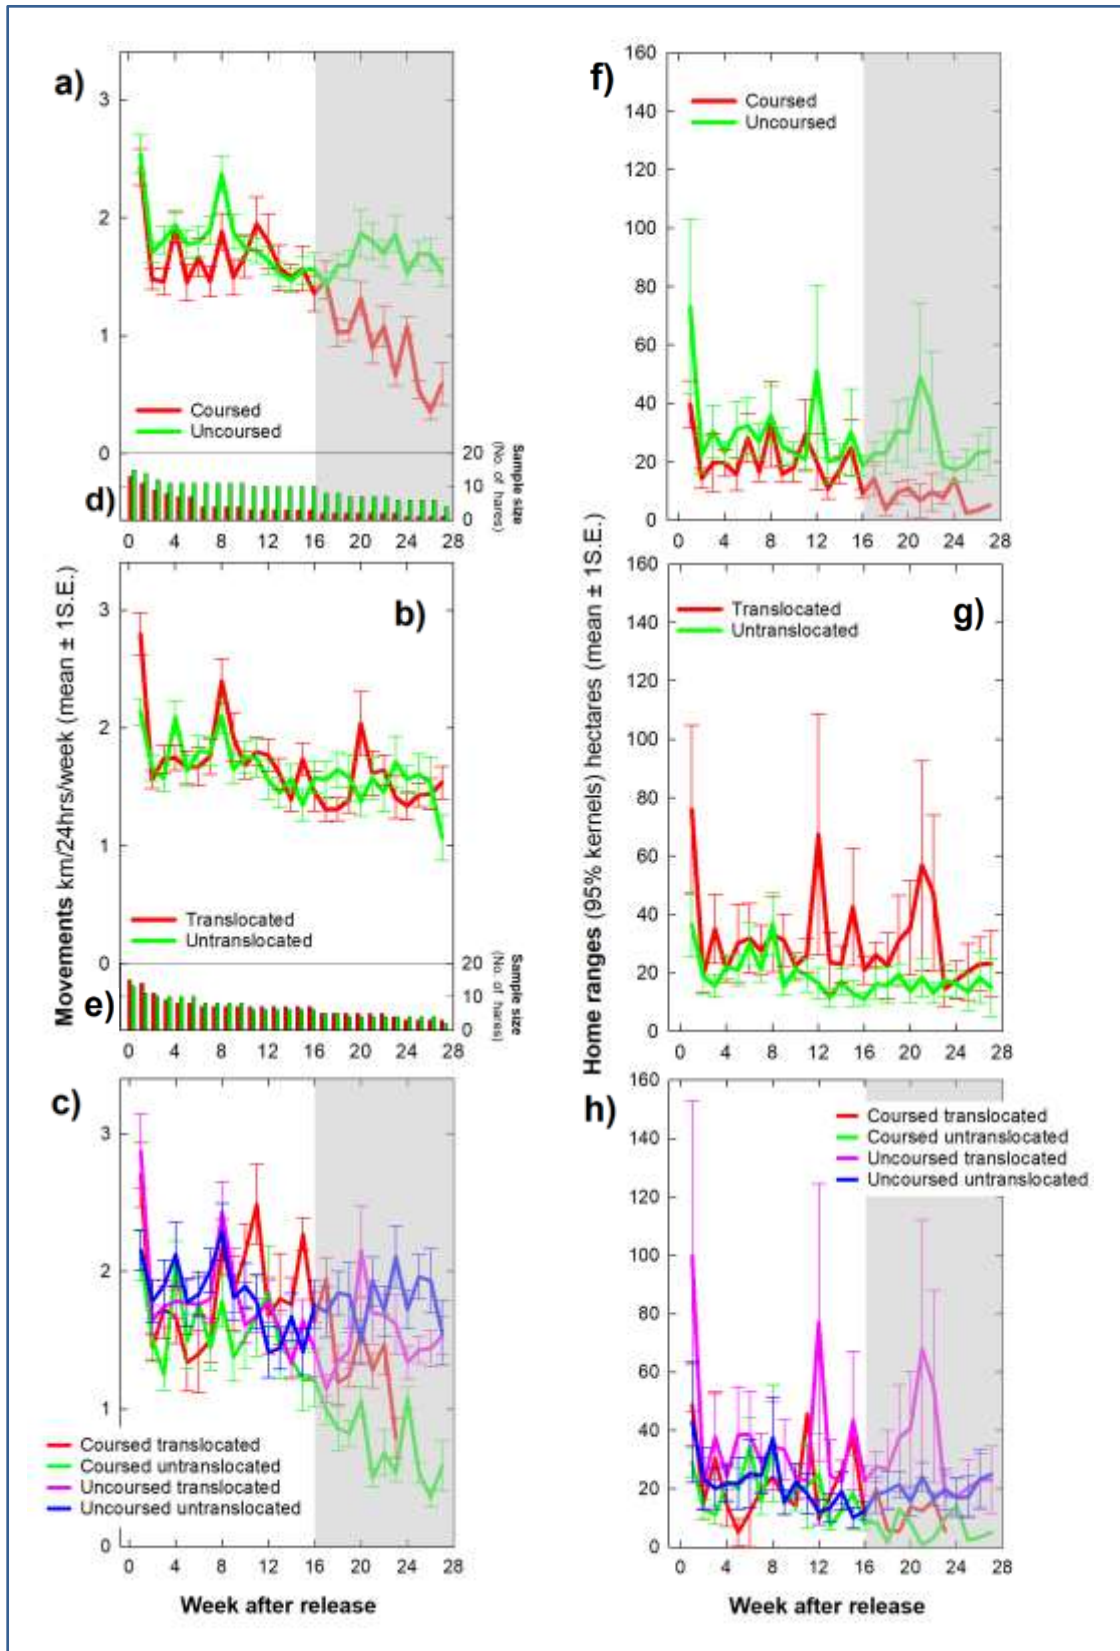 a)
3
2
1
0
Coursed
Uncoursed
20
10
0
Sample size
(No. of hares)
d)
0 4 8 12 16 20 24 28
b)
3
2
1
0
Translocated
Untranslocated
20
10
0
Sample size
(No. of hares)
e)
0 4 8 12 16 20 24 28
Movements km/24hrs/week (mean ± 1S.E.)
c)
3
2
1
0
Coursed translocated
Coursed untranslocated
Uncoursed translocated
Uncoursed untranslocated
0 4 8 12 16 20 24 28
Week after release
f)
160
140
120
100
80
60
40
20
0
Coursed
Uncoursed
0 4 8 12 16 20 24 28
g)
160
140
120
100
80
60
40
20
0
Translocated
Untranslocated
0 4 8 12 16 20 24 28
Home ranges (95% kernels) hectares (mean ± 1S.E.)
h)
160
140
120
100
80
60
40
20
0
Coursed translocated
Coursed untranslocated
Uncoursed translocated
Uncoursed untranslocated
0 4 8 12 16 20 24 28
Week after release